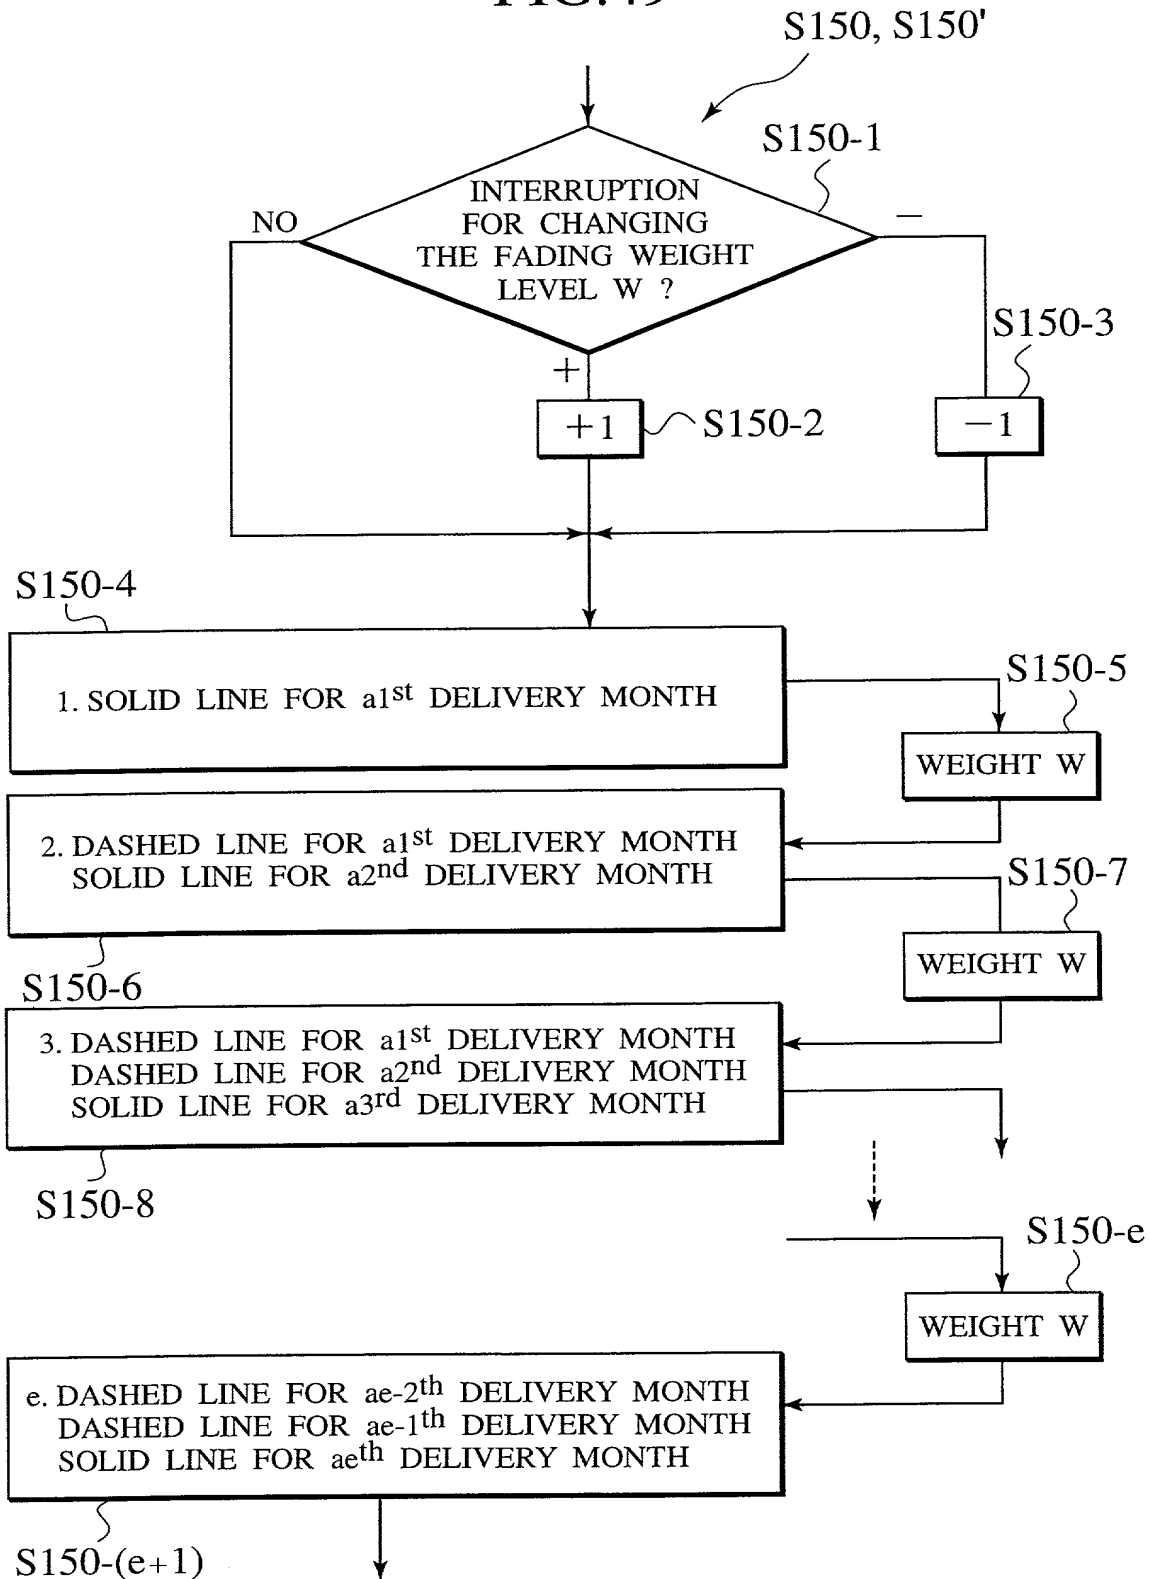 S150, S150'
S150-1
INTERRUPTION
FOR CHANGING
THE FADING WEIGHT
LEVEL W ?
NO
−
+
S150-3
+1
S150-2
−1
S150-4
1. SOLID LINE FOR a1st DELIVERY MONTH
S150-5
WEIGHT W
2. DASHED LINE FOR a1st DELIVERY MONTH
SOLID LINE FOR a2nd DELIVERY MONTH
S150-7
WEIGHT W
S150-6
3. DASHED LINE FOR a1st DELIVERY MONTH
DASHED LINE FOR a2nd DELIVERY MONTH
SOLID LINE FOR a3rd DELIVERY MONTH
S150-8
S150-e
WEIGHT W
e. DASHED LINE FOR ae-2th DELIVERY MONTH
DASHED LINE FOR ae-1th DELIVERY MONTH
SOLID LINE FOR aeth DELIVERY MONTH
S150-(e+1)